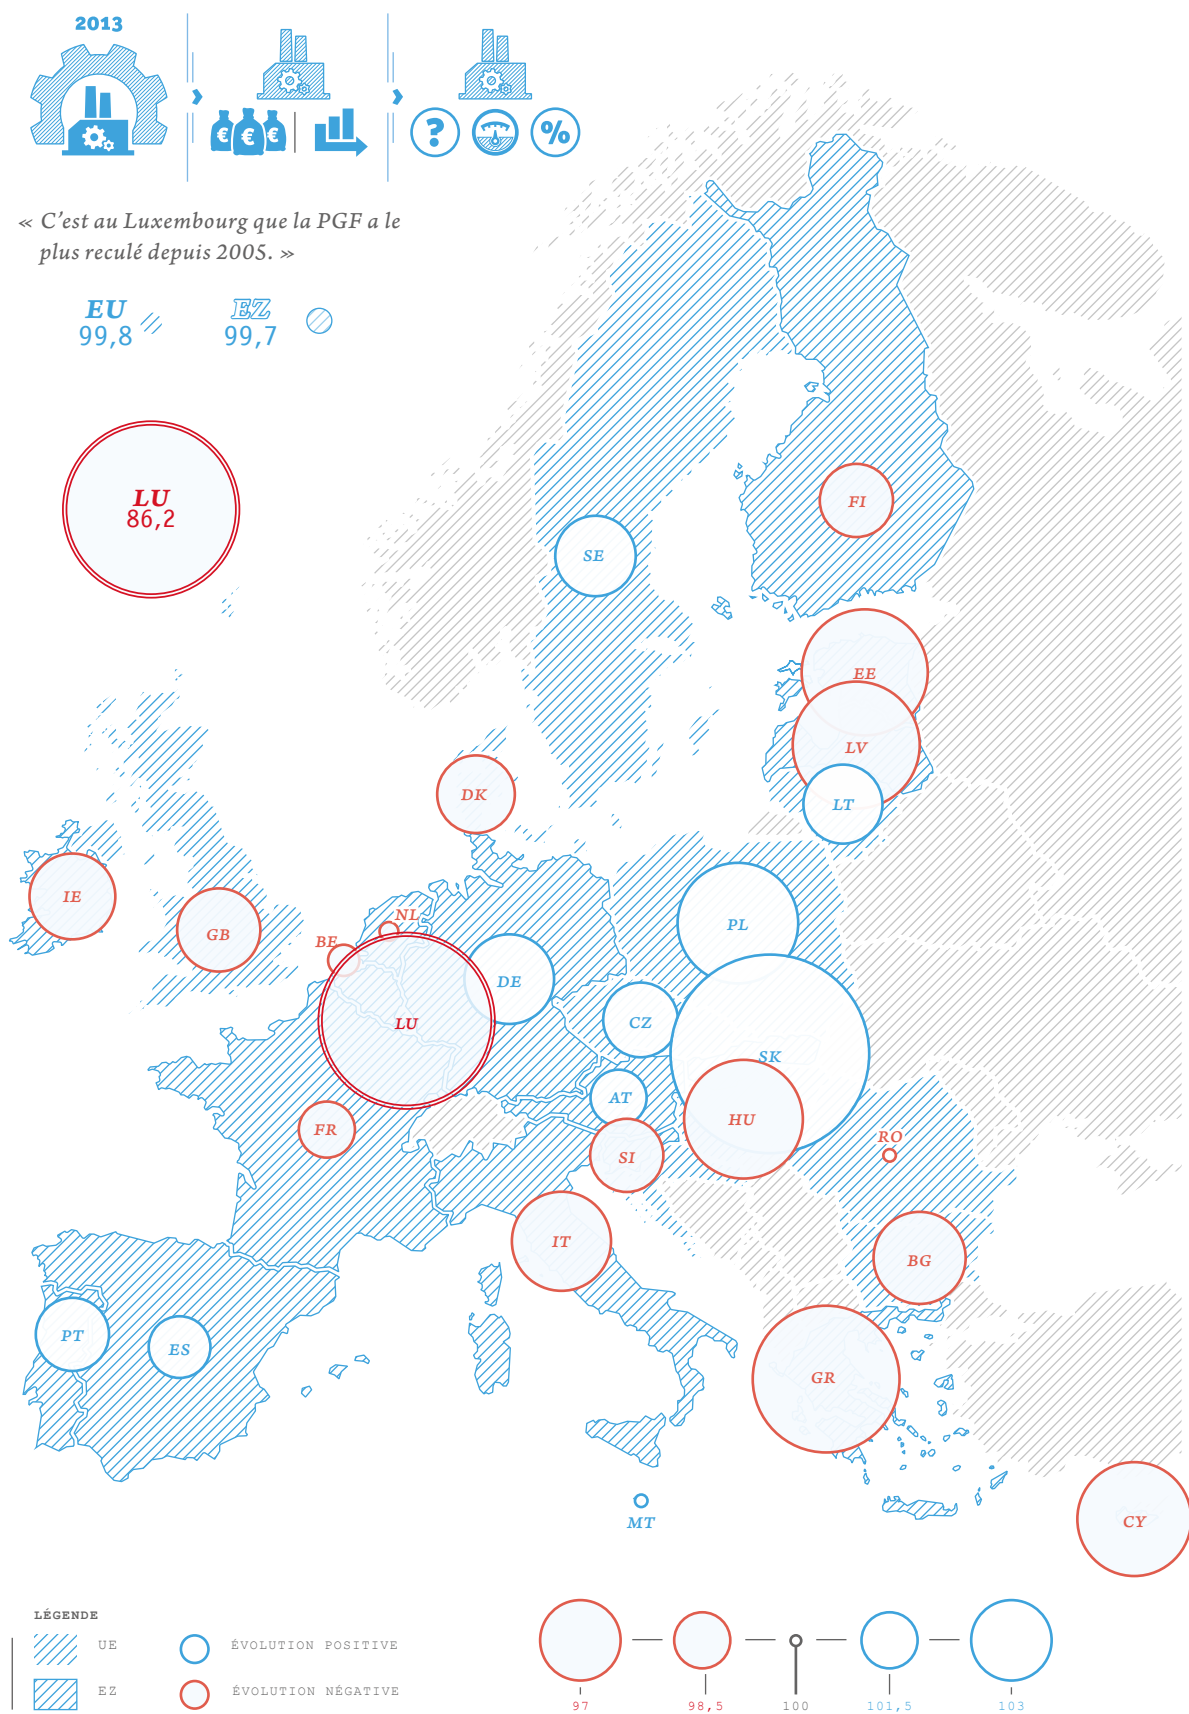 2013
€ € €
? %
« C'est au Luxembourg que la PGF a le
plus reculé depuis 2005. »
EU
99,8
EZ
99,7
LU
86,2
FI
SE
EE
LV
DK
LT
IE
GB
NL
BE
PL
DE
LU
CZ
SK
AT
HU
FR
RO
SI
IT
BG
PT
ES
GR
MT
CY
LÉGENDE
UE
ÉVOLUTION POSITIVE
EZ
ÉVOLUTION NÉGATIVE
97
98,5
100
101,5
103